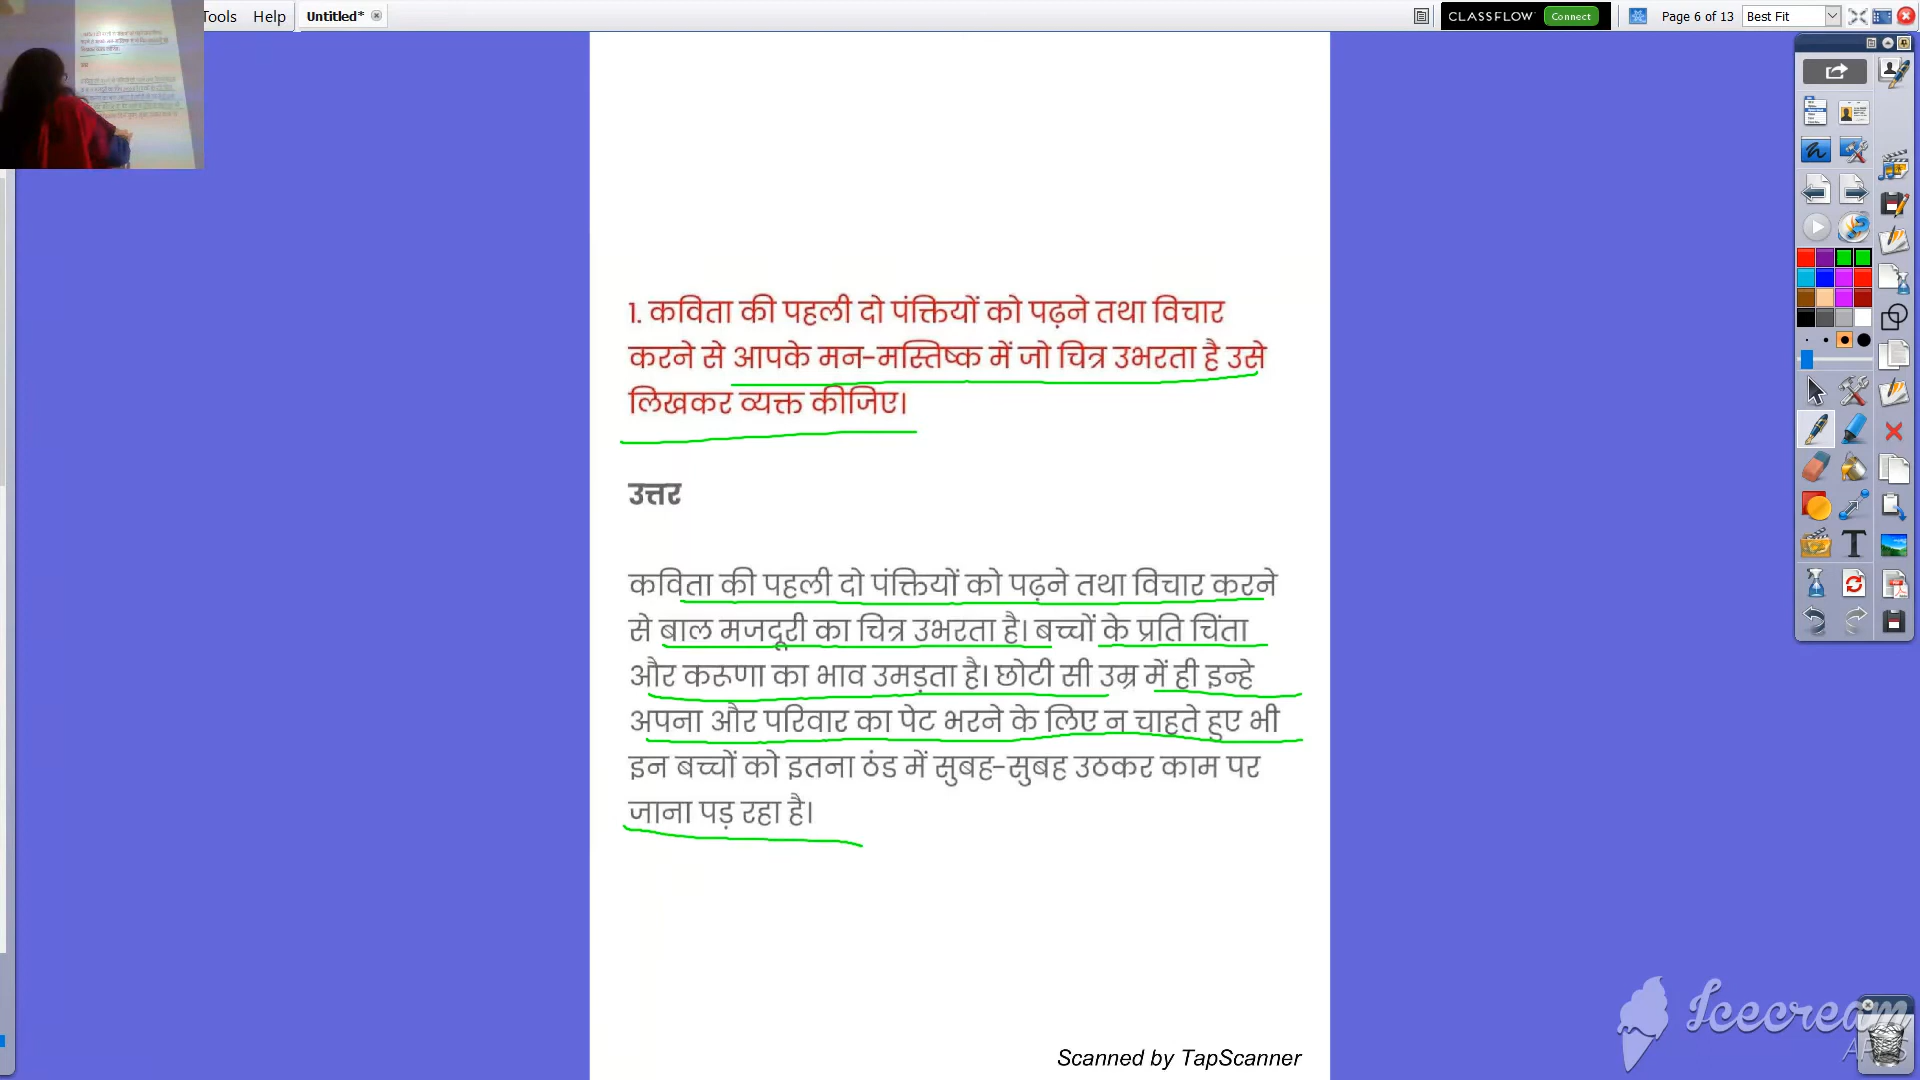 Tools Help Untitled*
CLASSFLOW Connect Page 6 of 13 Best Fit
1. कविता की पहली दो पंक्तियों को पढ़ने तथा विचार
करने से आपके मन-मस्तिष्क में जो चित्र उभरता है उसे
लिखकर व्यक्त कीजिए।
उत्तर
कविता की पहली दो पंक्तियों को पढ़ने तथा विचार करने
से बाल मजदूरी का चित्र उभरता है। बच्चों के प्रति चिंता
और करूणा का भाव उमड़ता है। छोटी सी उम्र में ही इन्हे
अपना और परिवार का पेट भरने के लिए न चाहते हुए भी
इन बच्चों को इतना ठंड में सुबह-सुबह उठकर काम पर
जाना पड़ रहा है।
Icecream
Scanned by TapScanner